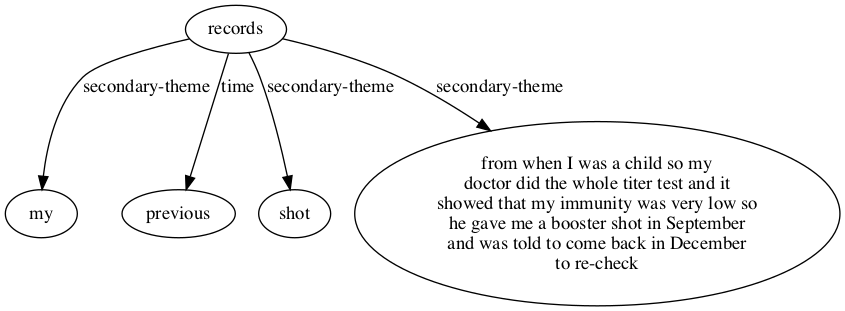 records
secondary-theme
time
secondary-theme
secondary-theme
my
previous
shot
from when I was a child so my
doctor did the whole titer test and it
showed that my immunity was very low so
he gave me a booster shot in September
and was told to come back in December
to re-check